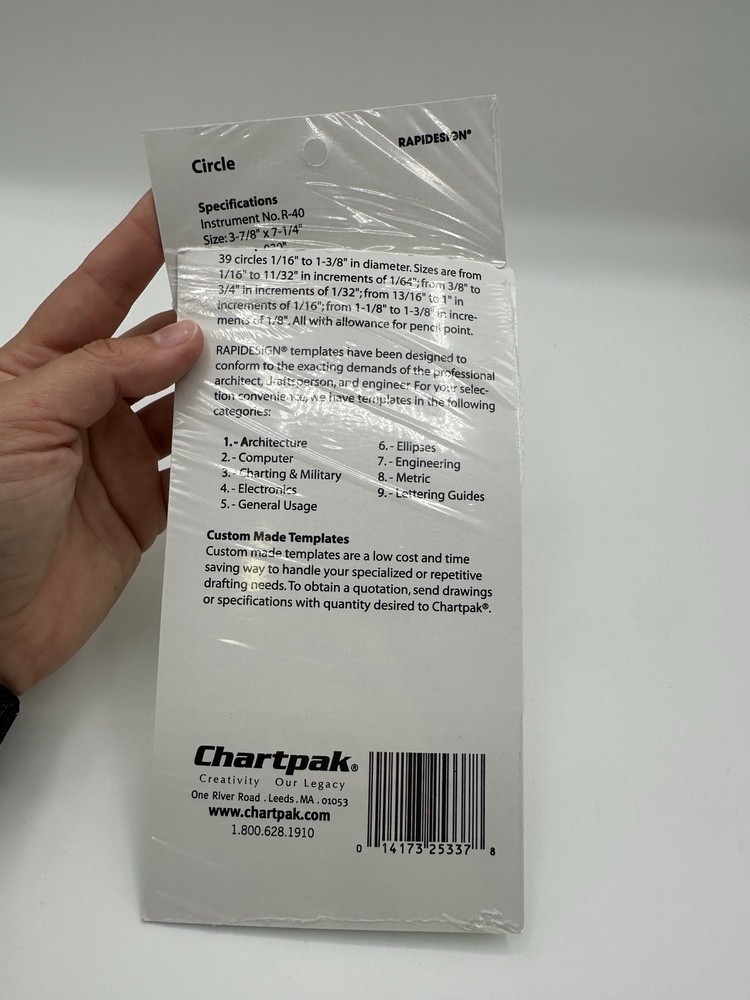 RAPIDESIGN®
Circle
Specifications
Instrument No. R-40
Size: 3-7/8" x 7-1/4"
.030"
39 circles 1/16" to 1-3/8" in diameter. Sizes are from
1/16" to 11/32" in increments of 1/64"; from 3/8" to
3/4" in increments of 1/32"; from 13/16" to 1" in
increments of 1/16"; from 1-1/8" to 1-3/8" in incre-
ments of 1/8". All with allowance for pencil point.
RAPIDESIGN® templates have been designed to
conform to the exacting demands of the professional
architect, draftsperson, and engineer. For your selec-
tion convenience, we have templates in the following
categories:
1.- Architecture
2.- Computer
3.- Charting & Military
4.- Electronics
5.- General Usage
6.- Ellipses
7.- Engineering
8.- Metric
9.- Lettering Guides
Custom Made Templates
Custom made templates are a low cost and time
saving way to handle your specialized or repetitive
drafting needs. To obtain a quotation, send drawings
or specifications with quantity desired to Chartpak®.
Chartpak®
Creativity Our Legacy
One River Road . Leeds . MA . 01053
www.chartpak.com
1.800.628.1910
0 14173 25337 8